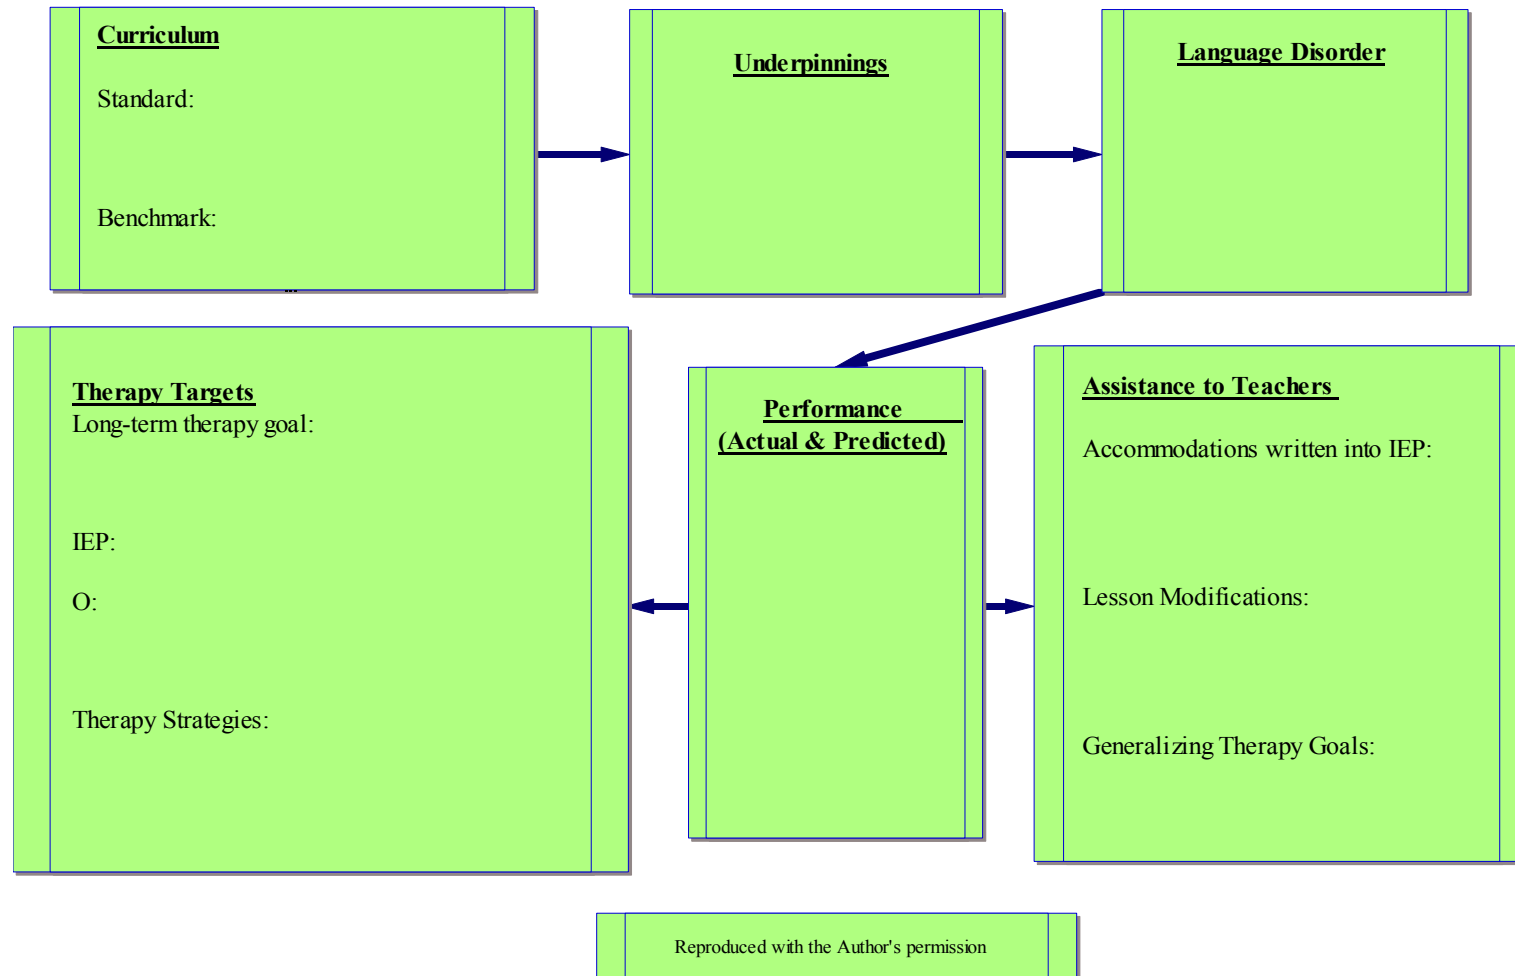 Curriculum
Standard:
Benchmark:
Underpinnings
Language Disorder
Therapy Targets
Long-term therapy goal:
IEP:
O:
Therapy Strategies:
Performance
(Actual & Predicted)
Assistance to Teachers
Accommodations written into IEP:
Lesson Modifications:
Generalizing Therapy Goals:
Reproduced with the Author's permission